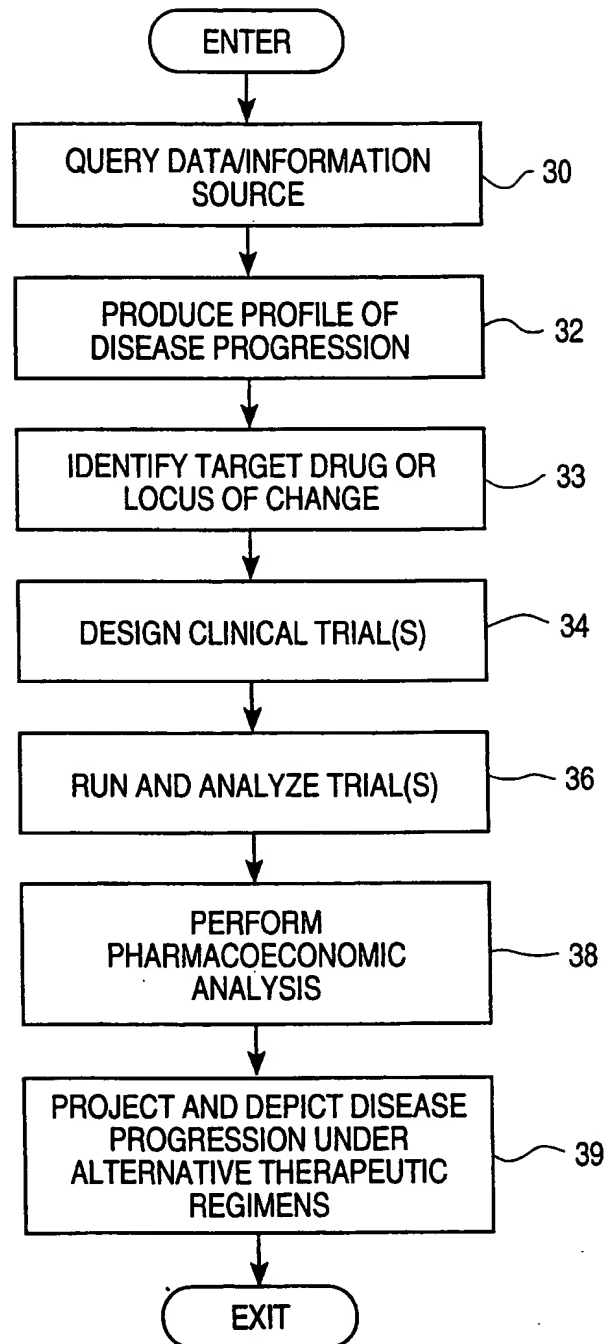 ENTER
QUERY DATA/INFORMATION
SOURCE
30
PRODUCE PROFILE OF
DISEASE PROGRESSION
32
IDENTIFY TARGET DRUG OR
LOCUS OF CHANGE
33
DESIGN CLINICAL TRIAL(S)
34
RUN AND ANALYZE TRIAL(S)
36
PERFORM
PHARMACOECONOMIC
ANALYSIS
38
PROJECT AND DEPICT DISEASE
PROGRESSION UNDER
ALTERNATIVE THERAPEUTIC
REGIMENS
39
EXIT